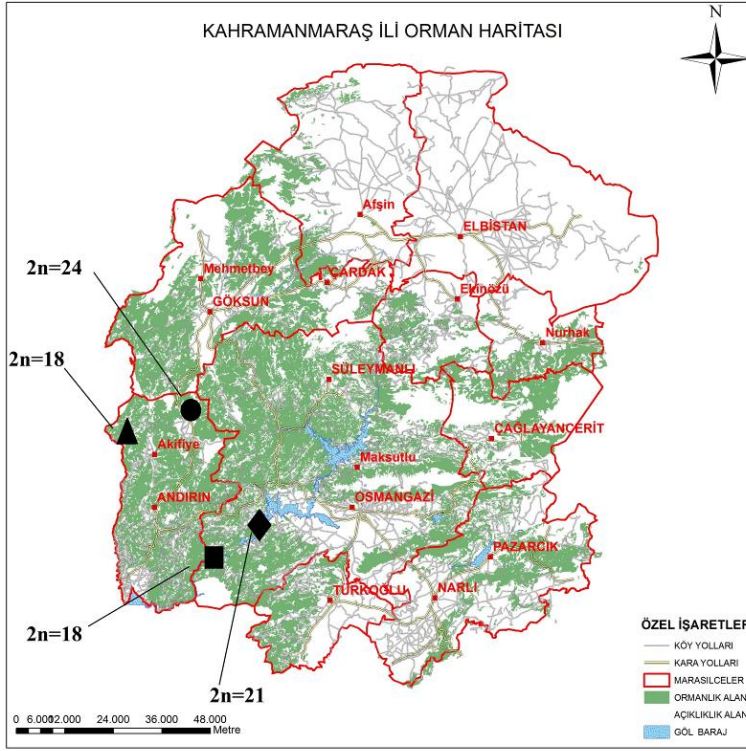 KAHRAMANMARAŞ İLİ ORMAN HARİTASI
N
Afşin
ELBİSTAN
2n=24
Mehmetbey
ÇARDAK
Ekinözü
GÖKSUN
Nurhak
2n=18
SÜLEYMANLI
ÇAĞLAYANCERİT
Akifiye
Maksutlu
ANDIRIN
OSMANGAZİ
PAZARCIK
TÜRKOĞLU
NARLI
2n=18
2n=21
ÖZEL İŞARETLER
KÖY YOLLARI
KARA YOLLARI
MARASILCELER
ORMANLIK ALAN
AÇIKLIKLIK ALAN
GÖL BARAJ
0 6.000 12.000 24.000 36.000 48.000
Metre